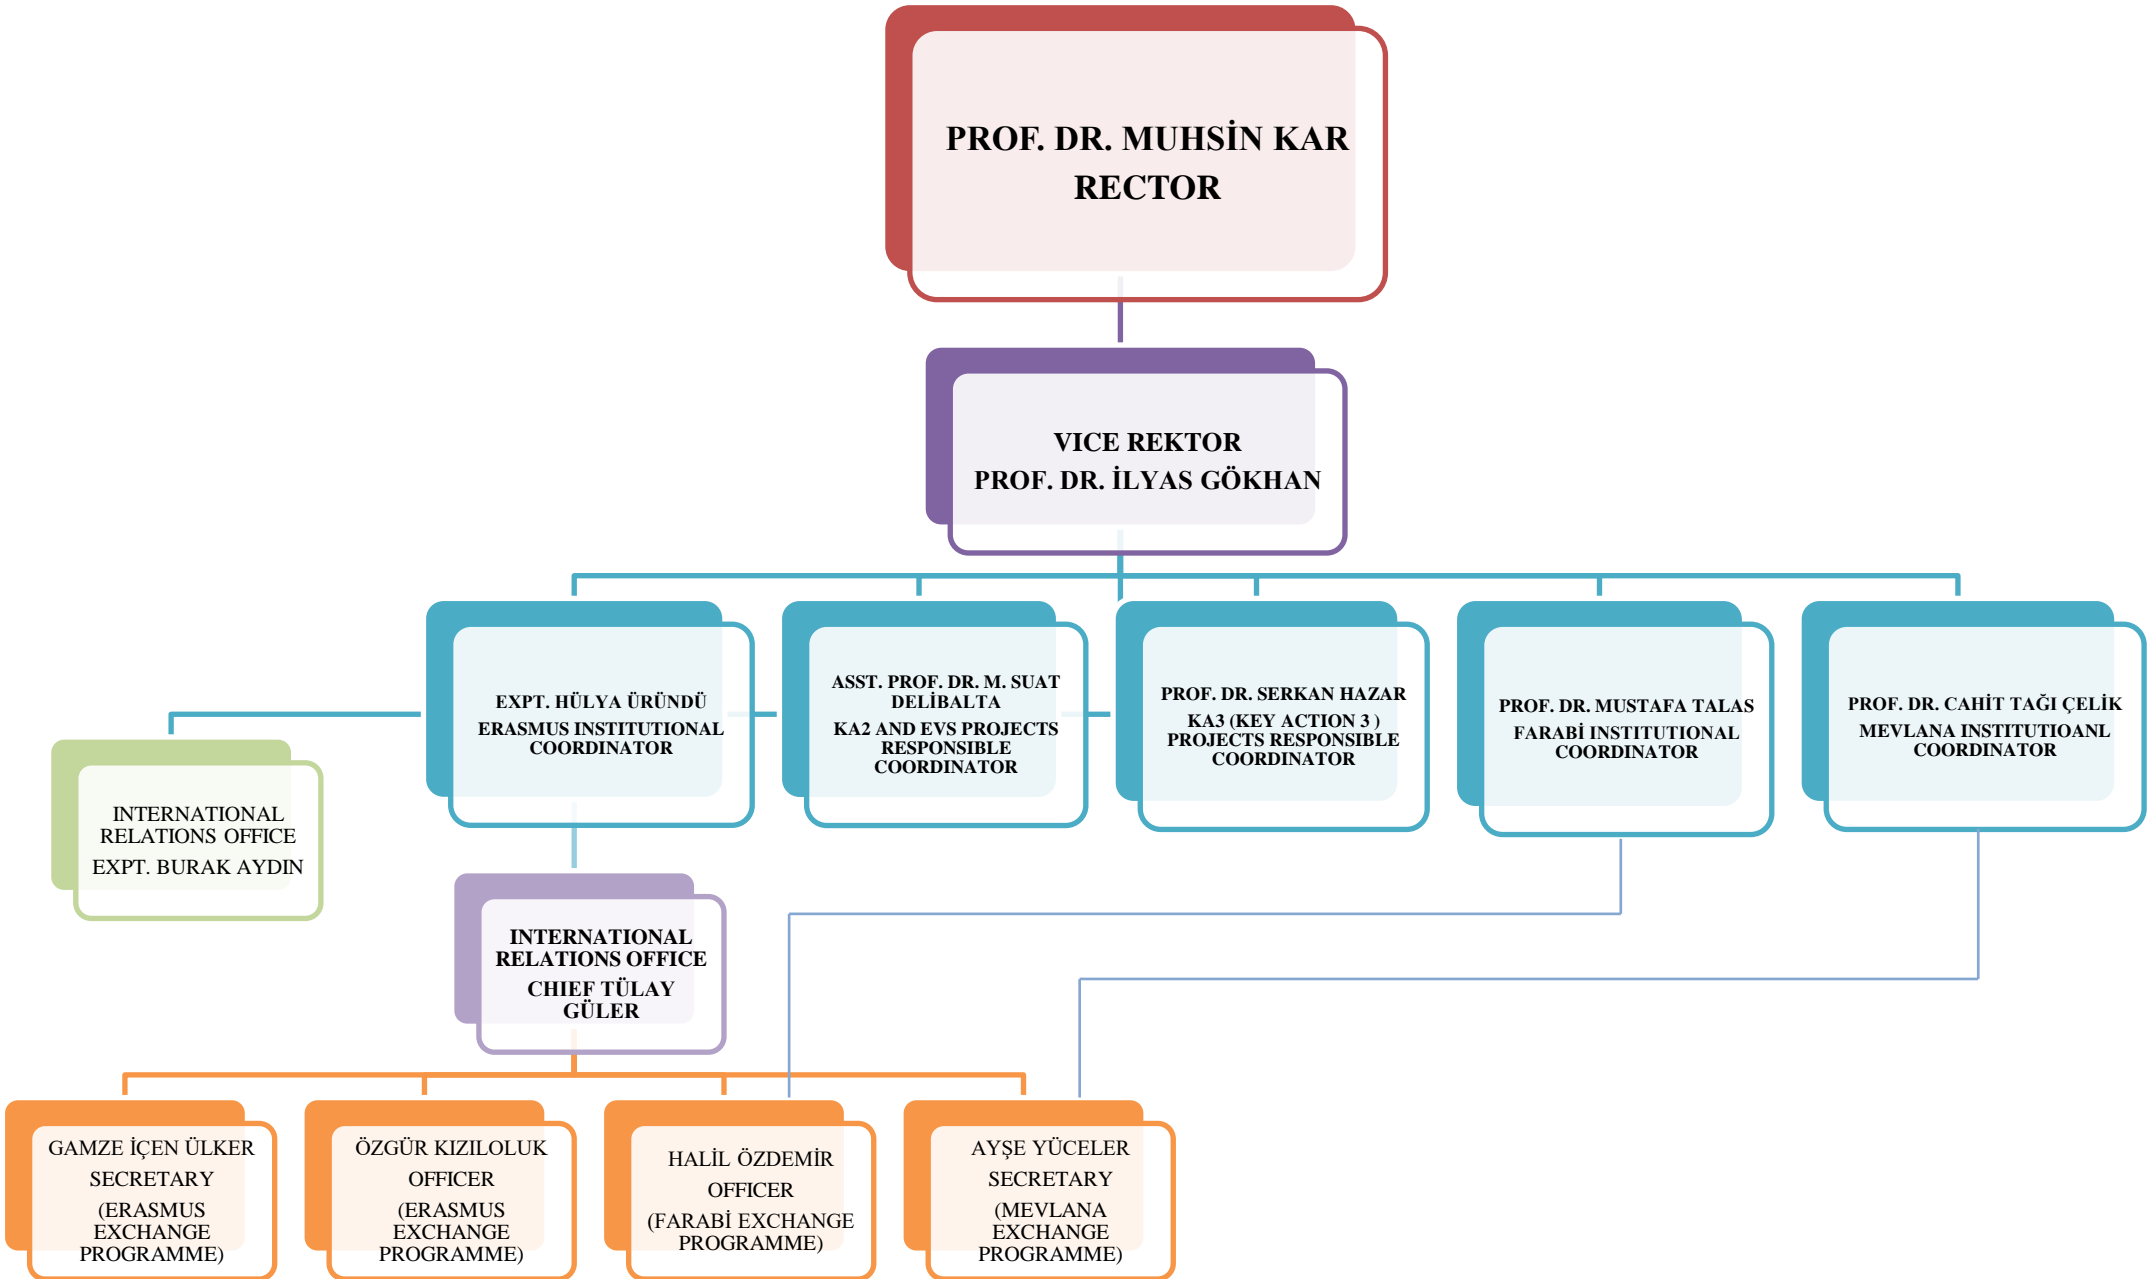 PROF. DR. MUHSİN KAR
RECTOR
VICE REKTOR
PROF. DR. İLYAS GÖKHAN
EXPT. HÜLYA ÜRÜNDÜ
ERASMUS INSTITUTIONAL
COORDINATOR
ASST. PROF. DR. M. SUAT
DELİBALTA
KA2 AND EVS PROJECTS
RESPONSIBLE
COORDINATOR
PROF. DR. SERKAN HAZAR
KA3 (KEY ACTION 3 )
PROJECTS RESPONSIBLE
COORDINATOR
PROF. DR. MUSTAFA TALAS
FARABİ INSTITUTIONAL
COORDINATOR
PROF. DR. CAHİT TAĞI ÇELİK
MEVLANA INSTITUTIOANL
COORDINATOR
INTERNATIONAL
RELATIONS OFFICE
EXPT. BURAK AYDIN
INTERNATIONAL
RELATIONS OFFICE
CHIEF TÜLAY
GÜLER
GAMZE İÇEN ÜLKER
SECRETARY
(ERASMUS
EXCHANGE
PROGRAMME)
ÖZGÜR KIZILOLUK
OFFICER
(ERASMUS
EXCHANGE
PROGRAMME)
HALİL ÖZDEMİR
OFFICER
(FARABİ EXCHANGE
PROGRAMME)
AYŞE YÜCELER
SECRETARY
(MEVLANA
EXCHANGE
PROGRAMME)